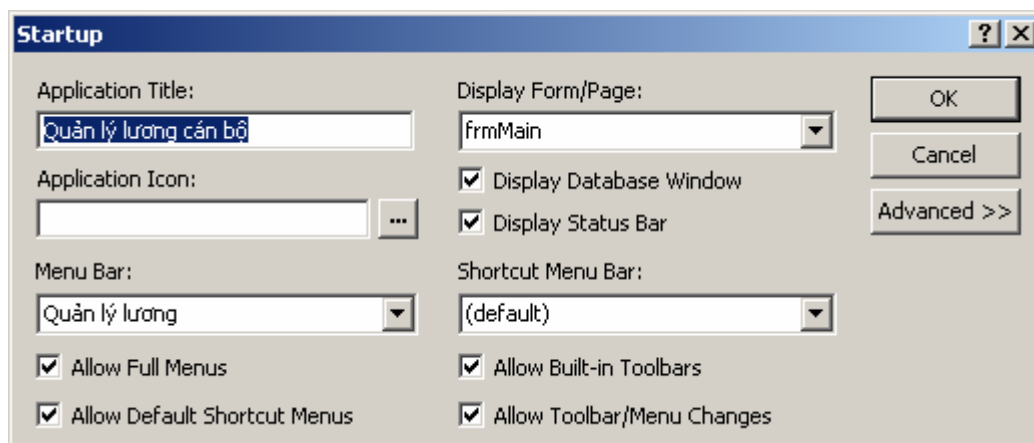 Startup
Application Title:
Quản lý lương cán bộ
Application Icon:
...
Menu Bar:
Quản lý lương
Allow Full Menus
Allow Default Shortcut Menus
Display Form/Page:
frmMain
Display Database Window
Display Status Bar
Shortcut Menu Bar:
(default)
Allow Built-in Toolbars
Allow Toolbar/Menu Changes
OK
Cancel
Advanced >>